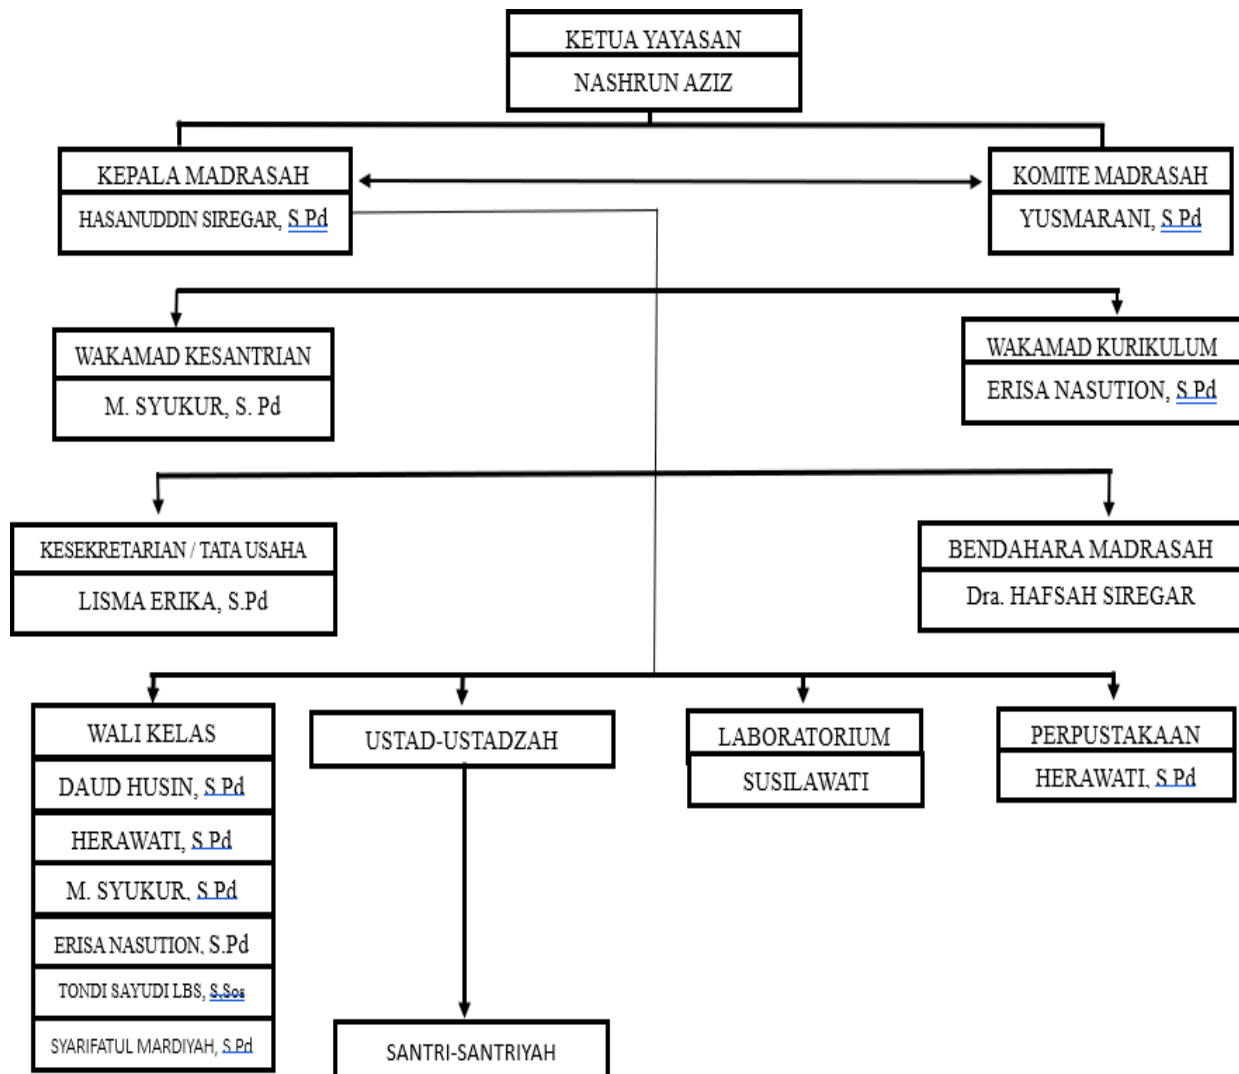 KETUA YAYASAN
NASHRUN AZIZ
KEPALA MADRASAH
HASANUDDIN SIREGAR, S.Pd
KOMITE MADRASAH
YUSMARANI, S.Pd
WAKAMAD KESANTRIAN
M. SYUKUR, S. Pd
WAKAMAD KURIKULUM
ERISA NASUTION, S.Pd
KESEKRETARIAN / TATA USAHA
LISMA ERIKA, S.Pd
BENDAHARA MADRASAH
Dra. HAFSAH SIREGAR
WALI KELAS
DAUD HUSIN, S.Pd
HERAWATI, S.Pd
M. SYUKUR, S.Pd
ERISA NASUTION, S.Pd
TONDI SAYUDI LBS, S,Sos
SYARIFATUL MARDIYAH, S.Pd
USTAD-USTADZAH
SANTRI-SANTRIYAH
LABORATORIUM
SUSILAWATI
PERPUSTAKAAN
HERAWATI, S.Pd